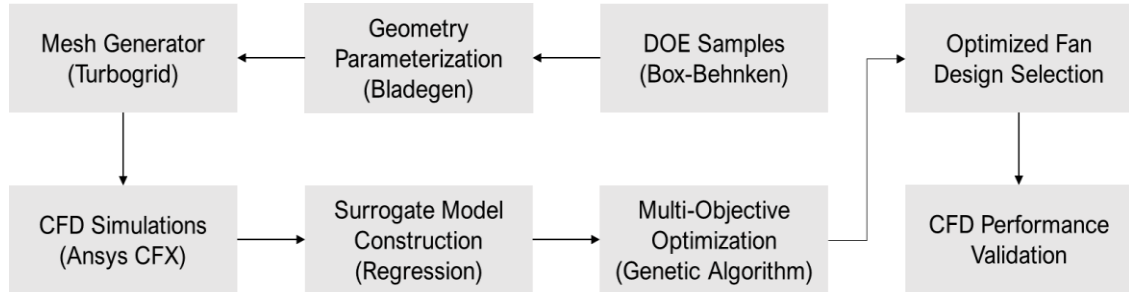 Mesh Generator
(Turbogrid)
Geometry
Parameterization
(Bladegen)
DOE Samples
(Box-Behnken)
Optimized Fan
Design Selection
CFD Simulations
(Ansys CFX)
Surrogate Model
Construction
(Regression)
Multi-Objective
Optimization
(Genetic Algorithm)
CFD Performance
Validation